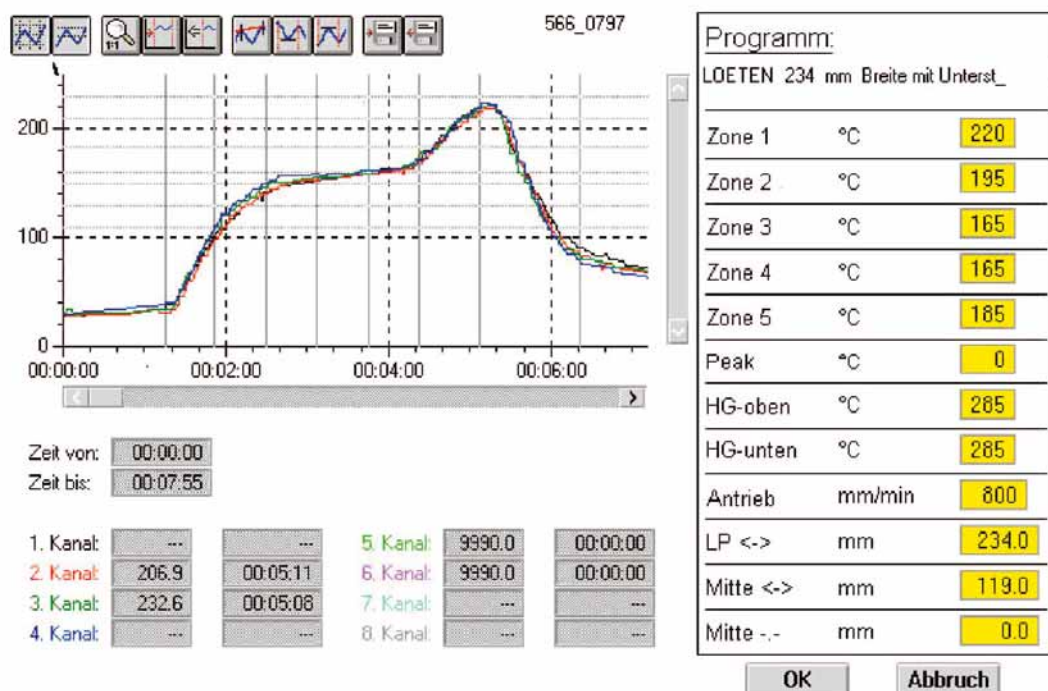 1:1
566_0797
200
100
0
00:00:00 00:02:00 00:04:00 00:06:00
Zeit von: 00:00:00
Zeit bis: 00:07:55
1. Kanal: --- ---
2. Kanal: 206.9 00:05:11
3. Kanal: 232.6 00:05:08
4. Kanal: --- ---
5. Kanal: 9990.0 00:00:00
6. Kanal: 9990.0 00:00:00
7. Kanal: --- ---
8. Kanal: --- ---
Programm:
LOETEN 234 mm Breite mit Unterst_
Zone 1 °C 220
Zone 2 °C 195
Zone 3 °C 165
Zone 4 °C 165
Zone 5 °C 185
Peak °C 0
HG-oben °C 285
HG-unten °C 285
Antrieb mm/min 800
LP <-> mm 234.0
Mitte <-> mm 119.0
Mitte -.- mm 0.0
OK Abbruch